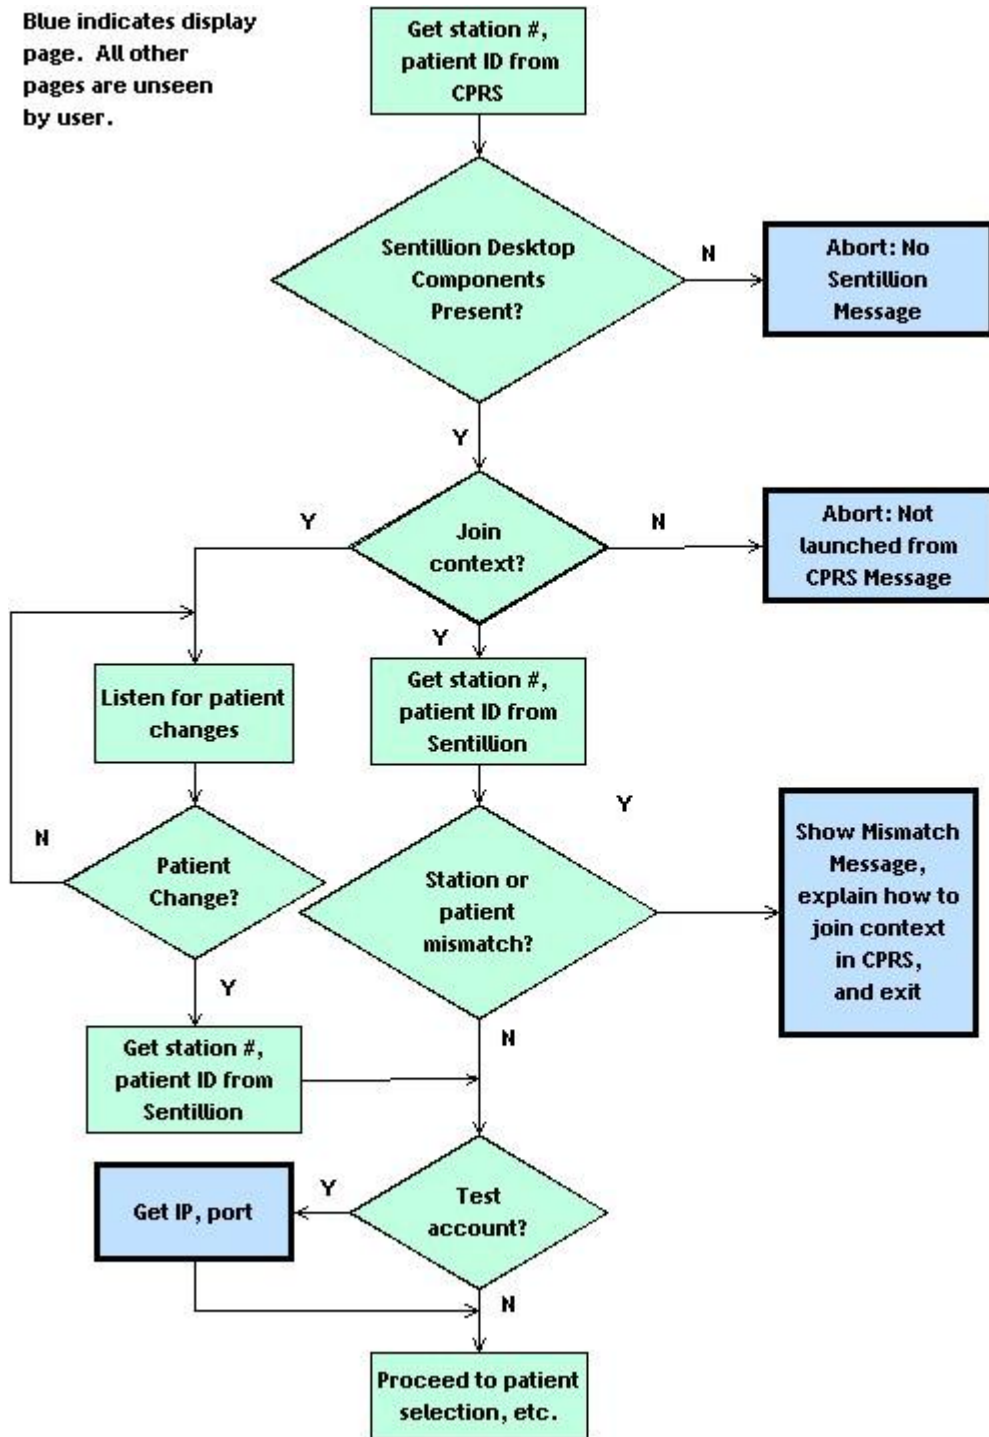 Blue indicates display
page. All other
pages are unseen
by user.
Get station #,
patient ID from
CPRS
Sentillion Desktop
Components
Present?
N
Abort: No
Sentillion
Message
Y
Join
context?
Y
N
Abort: Not
launched from
CPRS Message
Y
Listen for patient
changes
Get station #,
patient ID from
Sentillion
N
Patient
Change?
Station or
patient
mismatch?
Y
Show Mismatch
Message,
explain how to
join context
in CPRS,
and exit
Y
N
Get station #,
patient ID from
Sentillion
Test
account?
Y
Get IP, port
N
Proceed to patient
selection, etc.